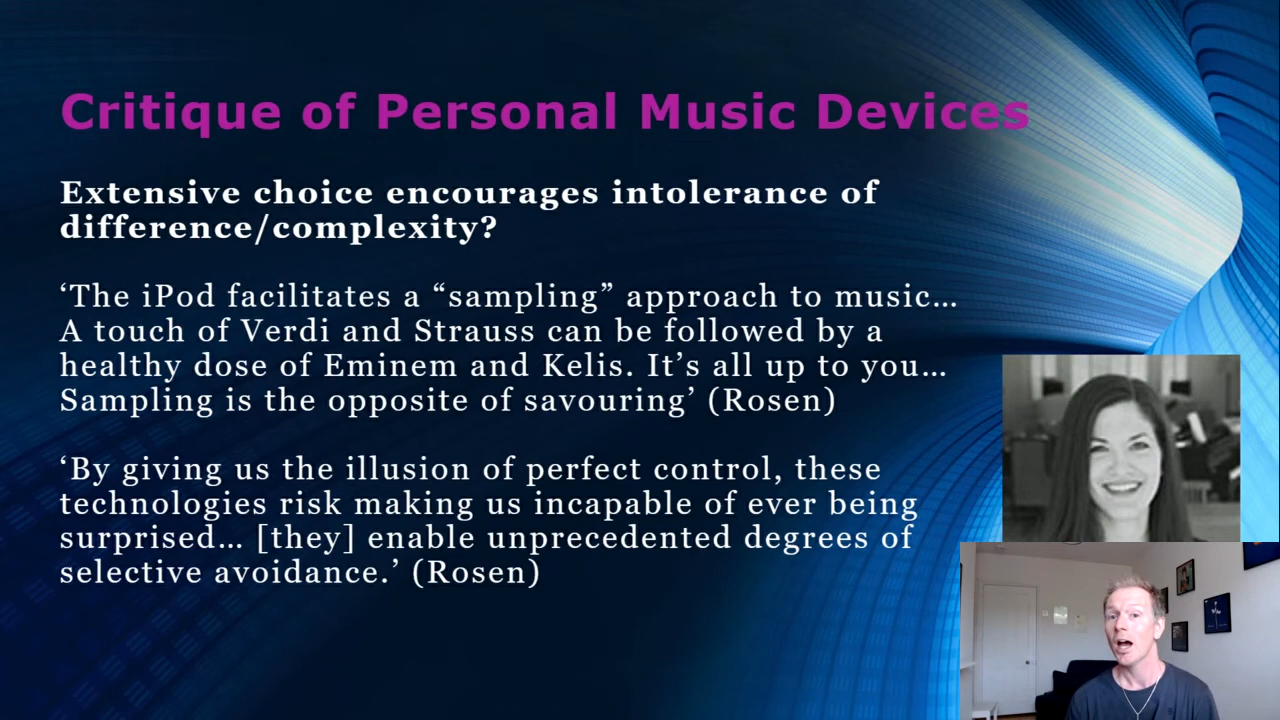 Critique of Personal Music Devices
Extensive choice encourages intolerance of
difference/complexity?
‘The iPod facilitates a “sampling” approach to music…
A touch of Verdi and Strauss can be followed by a
healthy dose of Eminem and Kelis. It’s all up to you…
Sampling is the opposite of savouring’ (Rosen)
‘By giving us the illusion of perfect control, these
technologies risk making us incapable of ever being
surprised… [they] enable unprecedented degrees of
selective avoidance.’ (Rosen)